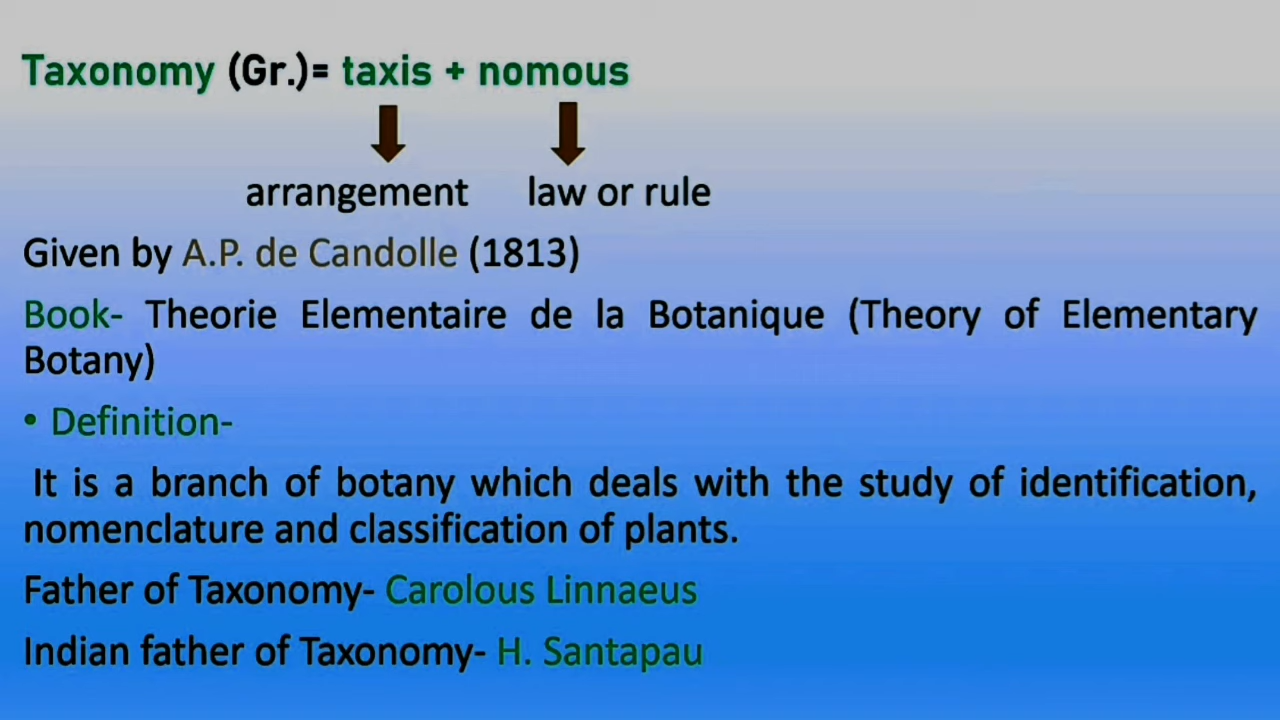 Taxonomy (Gr.)= taxis + nomous
arrangement law or rule
Given by A.P. de Candolle (1813)
Book- Theorie Elementaire de la Botanique (Theory of Elementary
Botany)
• Definition-
It is a branch of botany which deals with the study of identification,
nomenclature and classification of plants.
Father of Taxonomy- Carolous Linnaeus
Indian father of Taxonomy- H. Santapau